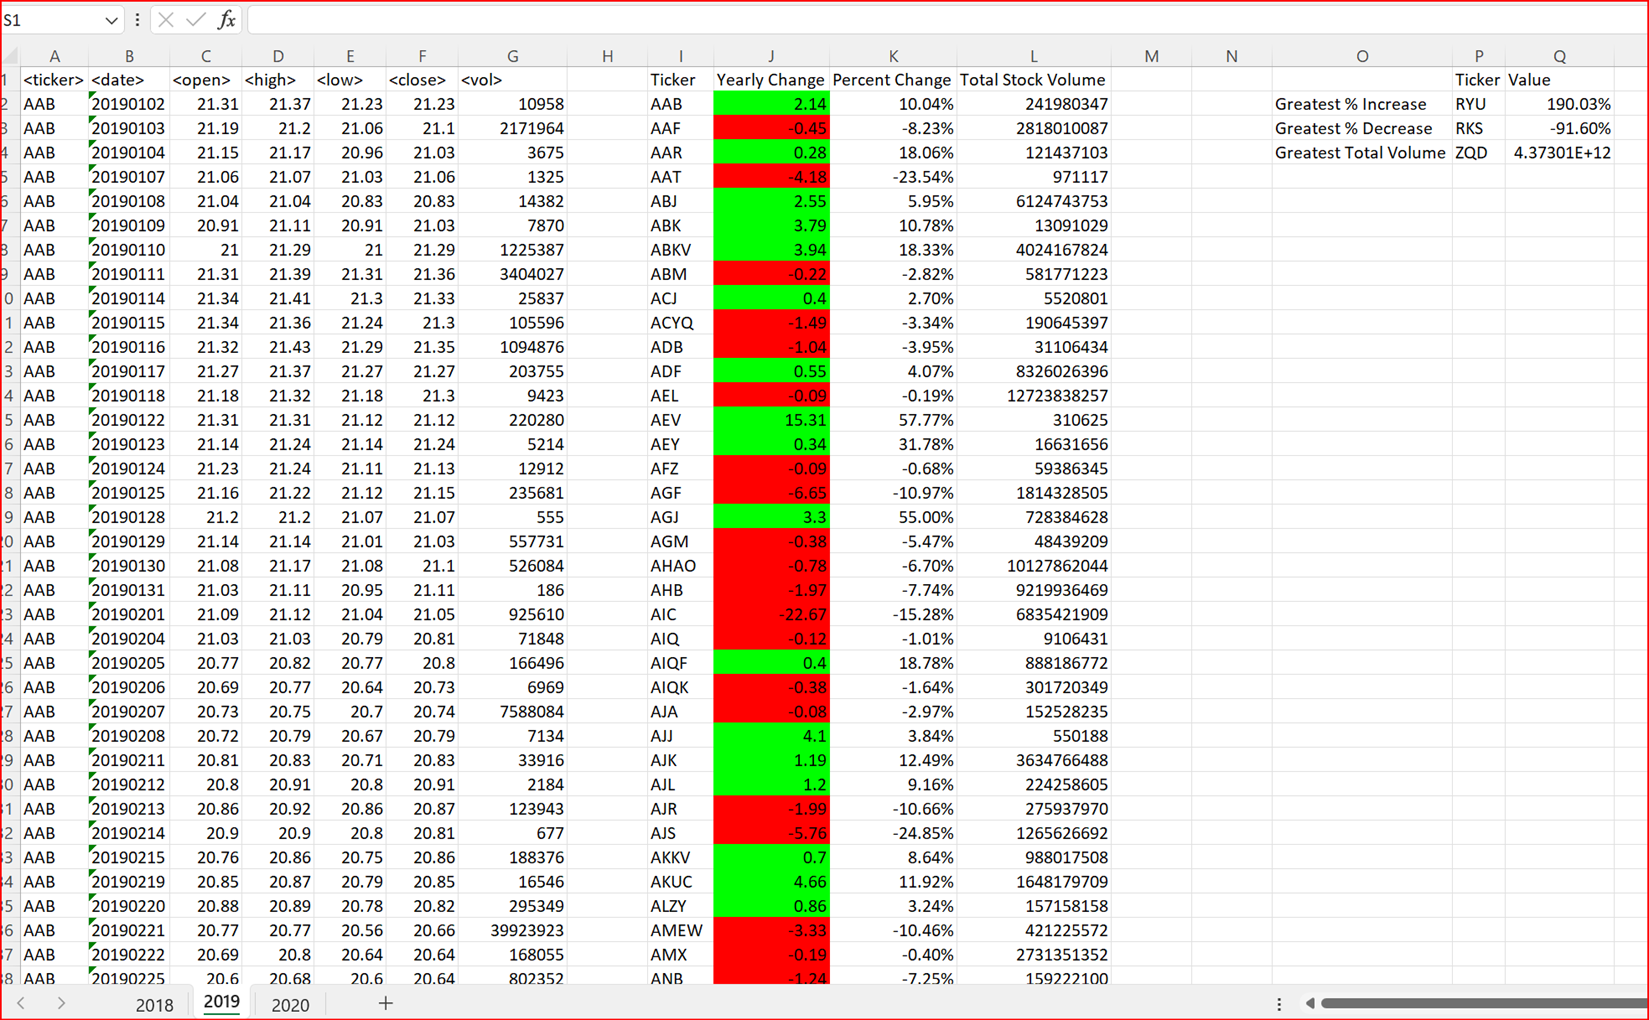 S1 fx
A B C D E F G H I J K L M N O P Q
1 <ticker> <date> <open> <high> <low> <close> <vol> Ticker Yearly Change Percent Change Total Stock Volume Ticker Value
2 AAB 20190102 21.31 21.37 21.23 21.23 10958 AAB 2.14 10.04% 241980347 Greatest % Increase RYU 190.03%
3 AAB 20190103 21.19 21.2 21.06 21.1 2171964 AAF -0.45 -8.23% 2818010087 Greatest % Decrease RKS -91.60%
4 AAB 20190104 21.15 21.17 20.96 21.03 3675 AAR 0.28 18.06% 121437103 Greatest Total Volume ZQD 4.37301E+12
5 AAB 20190107 21.06 21.07 21.03 21.06 1325 AAT -4.18 -23.54% 971117
6 AAB 20190108 21.04 21.04 20.83 20.83 14382 ABJ 2.55 5.95% 6124743753
7 AAB 20190109 20.91 21.11 20.91 21.03 7870 ABK 3.79 10.78% 13091029
8 AAB 20190110 21 21.29 21 21.29 1225387 ABKV 3.94 18.33% 4024167824
9 AAB 20190111 21.31 21.39 21.31 21.36 3404027 ABM -0.22 -2.82% 581771223
0 AAB 20190114 21.34 21.41 21.3 21.33 25837 ACJ 0.4 2.70% 5520801
1 AAB 20190115 21.34 21.36 21.24 21.3 105596 ACYQ -1.49 -3.34% 190645397
2 AAB 20190116 21.32 21.43 21.29 21.35 1094876 ADB -1.04 -3.95% 31106434
3 AAB 20190117 21.27 21.37 21.27 21.27 203755 ADF 0.55 4.07% 8326026396
4 AAB 20190118 21.18 21.32 21.18 21.3 9423 AEL -0.09 -0.19% 12723838257
5 AAB 20190122 21.31 21.31 21.12 21.12 220280 AEV 15.31 57.77% 310625
6 AAB 20190123 21.14 21.24 21.14 21.24 5214 AEY 0.34 31.78% 16631656
7 AAB 20190124 21.23 21.24 21.11 21.13 12912 AFZ -0.09 -0.68% 59386345
8 AAB 20190125 21.16 21.22 21.12 21.15 235681 AGF -6.65 -10.97% 1814328505
9 AAB 20190128 21.2 21.2 21.07 21.07 555 AGJ 3.3 55.00% 728384628
20 AAB 20190129 21.14 21.14 21.01 21.03 557731 AGM -0.38 -5.47% 48439209
21 AAB 20190130 21.08 21.17 21.08 21.1 526084 AHAO -0.78 -6.70% 10127862044
22 AAB 20190131 21.03 21.11 20.95 21.11 186 AHB -1.97 -7.74% 9219936469
23 AAB 20190201 21.09 21.12 21.04 21.05 925610 AIC -22.67 -15.28% 6835421909
24 AAB 20190204 21.03 21.03 20.79 20.81 71848 AIQ -0.12 -1.01% 9106431
25 AAB 20190205 20.77 20.82 20.77 20.8 166496 AIQF 0.4 18.78% 888186772
26 AAB 20190206 20.69 20.77 20.64 20.73 6969 AIQK -0.38 -1.64% 301720349
27 AAB 20190207 20.73 20.75 20.7 20.74 7588084 AJA -0.08 -2.97% 152528235
28 AAB 20190208 20.72 20.79 20.67 20.79 7134 AJJ 4.1 3.84% 550188
29 AAB 20190211 20.81 20.83 20.71 20.83 33916 AJK 1.19 12.49% 3634766488
30 AAB 20190212 20.8 20.91 20.8 20.91 2184 AJL 1.2 9.16% 224258605
31 AAB 20190213 20.86 20.92 20.86 20.87 123943 AJR -1.99 -10.66% 275937970
32 AAB 20190214 20.9 20.9 20.8 20.81 677 AJS -5.76 -24.85% 1265626692
33 AAB 20190215 20.76 20.86 20.75 20.86 188376 AKKV 0.7 8.64% 988017508
34 AAB 20190219 20.85 20.87 20.79 20.85 16546 AKUC 4.66 11.92% 1648179709
35 AAB 20190220 20.88 20.89 20.78 20.82 295349 ALZY 0.86 3.24% 157158158
36 AAB 20190221 20.77 20.77 20.56 20.66 39923923 AMEW -3.33 -10.46% 421225572
37 AAB 20190222 20.69 20.8 20.64 20.64 168055 AMX -0.19 -0.40% 2731351352
38 AAB 20190225 20.6 20.68 20.6 20.64 802352 ANB -1.24 -7.25% 159222100
2018 2019 2020 +